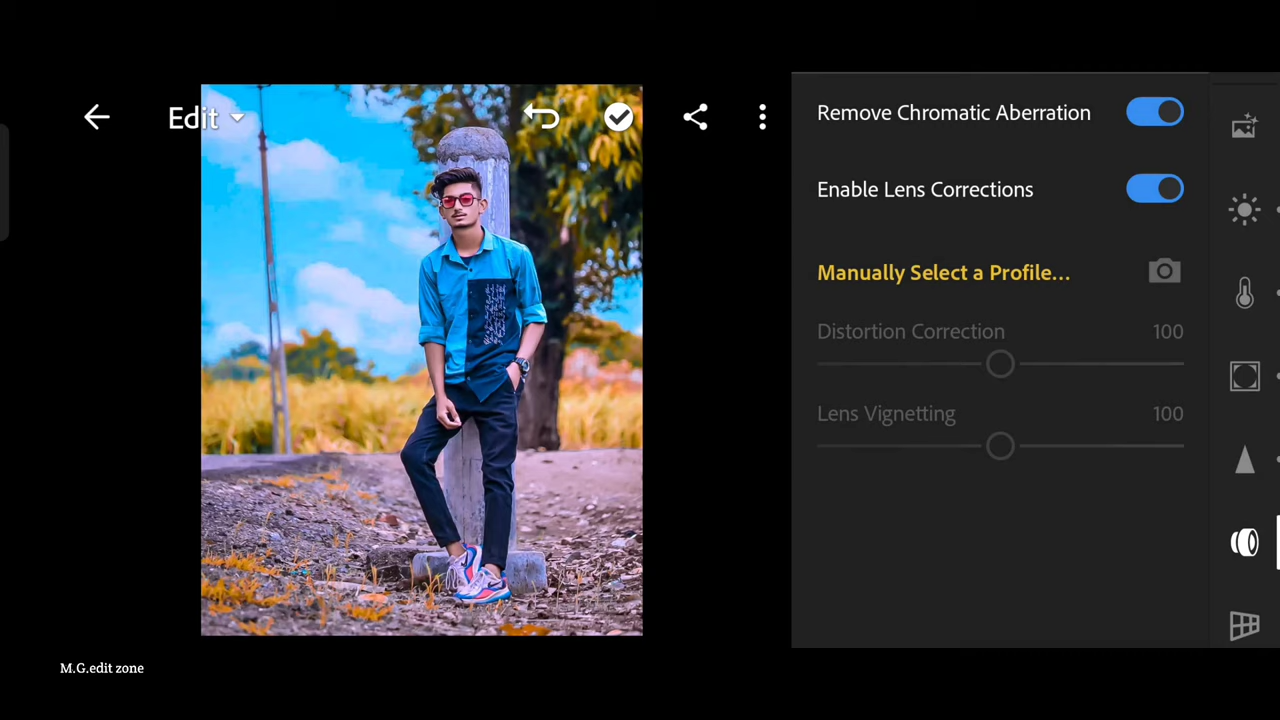 Edit
Remove Chromatic Aberration
Enable Lens Corrections
Manually Select a Profile...
Distortion Correction 100
Lens Vignetting 100
M.G.edit zone